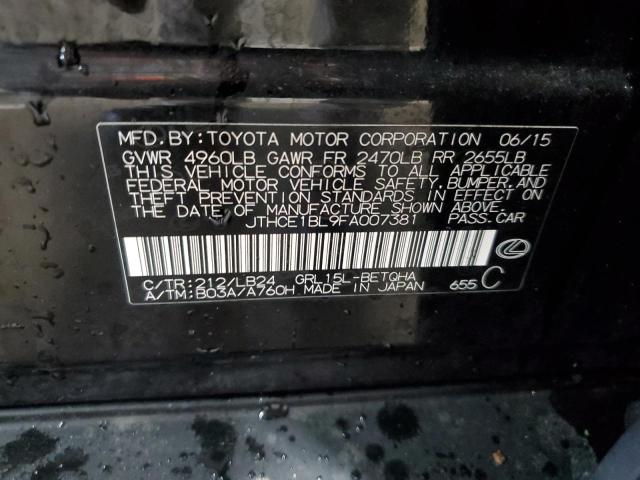 MFD.BY:TOYOTA MOTOR CORPORATION 06/15
GVWR 4960LB GAWR FR 2470LB RR 2655LB
THIS VEHICLE CONFORMS TO ALL APPLICABLE
FEDERAL MOTOR VEHICLE SAFETY,BUMPER,AND
THEFT PREVENTION STANDARDS IN EFFECT ON
THE DATE OF MANUFACTURE SHOWN ABOVE.
JTHCE1BL9FA007381 PASS.CAR
C/TR:212/LB24 GRL15L-BETQHA
A/TM:B03A/A760H MADE IN JAPAN 655 C